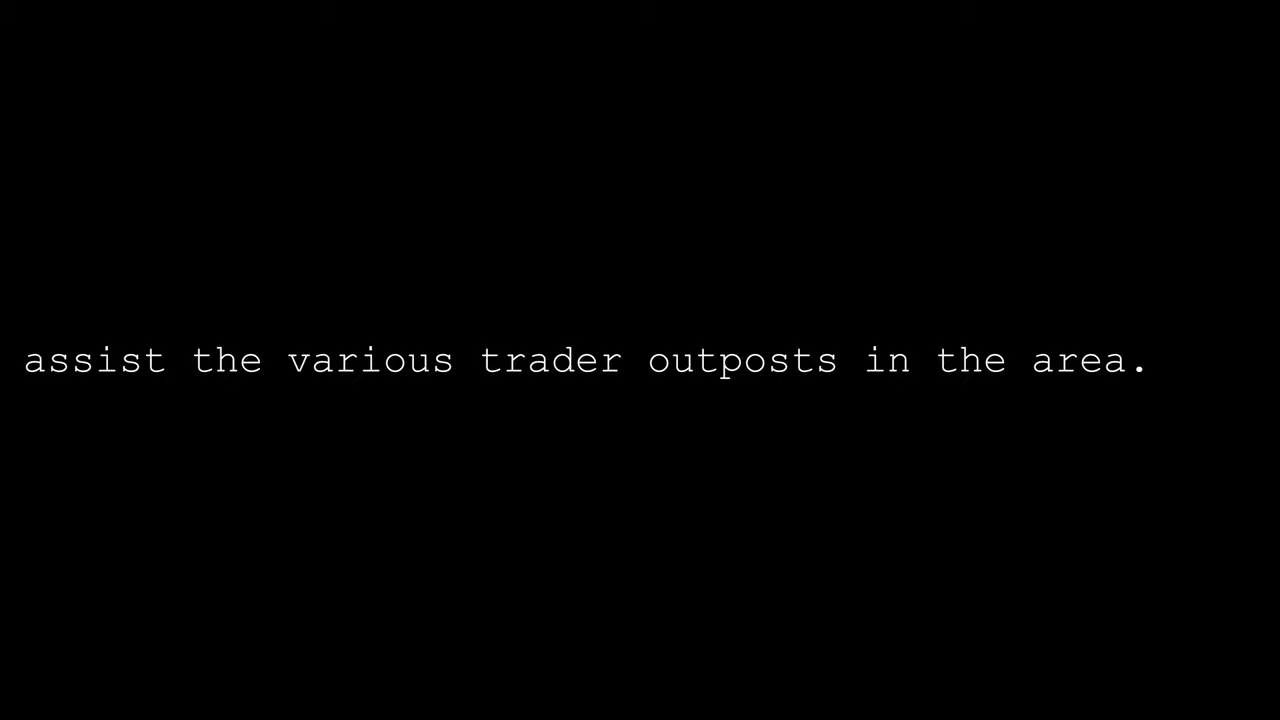 assist the various trader outposts in the area.